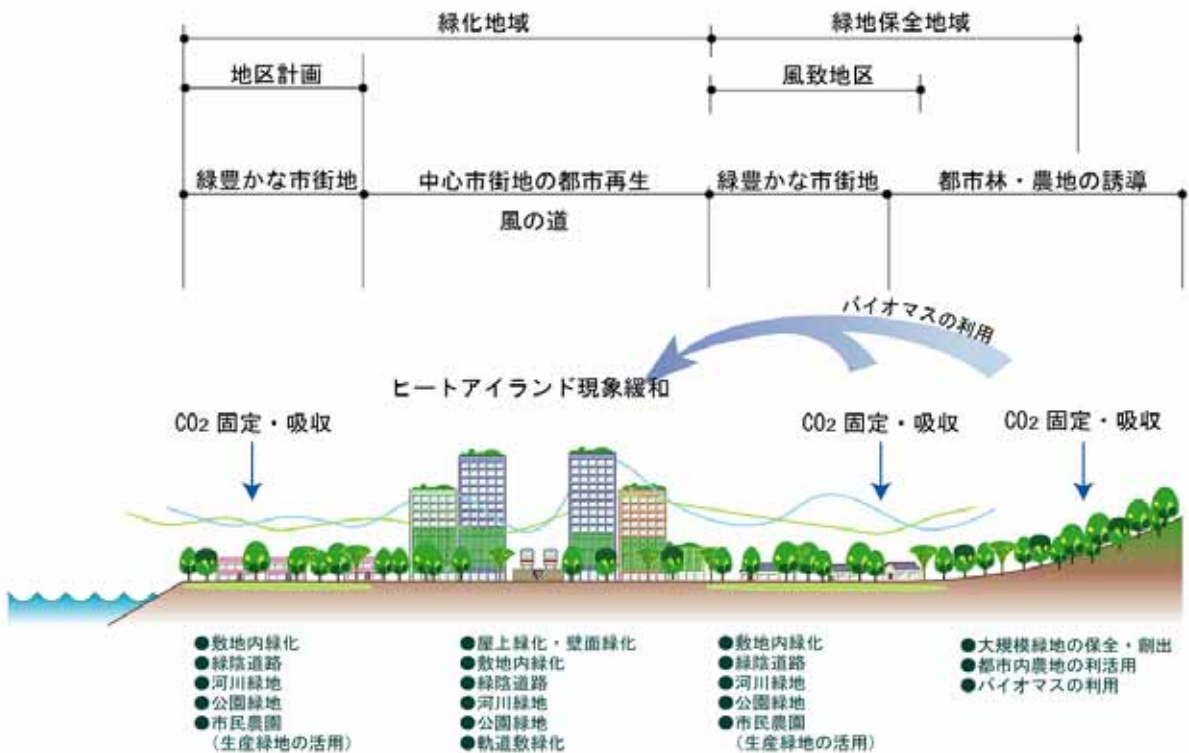 緑化地域
緑地保全地域
地区計画
風致地区
緑豊かな市街地
中心市街地の都市再生
緑豊かな市街地
都市林・農地の誘導
風の道
バイオマスの利用
ヒートアイランド現象緩和
CO2 固定・吸収
CO2 固定・吸収
CO2 固定・吸収
●敷地内緑化
●緑陰道路
●河川緑地
●公園緑地
●市民農園
(生産緑地の活用)
●屋上緑化・壁面緑化
●敷地内緑化
●緑陰道路
●河川緑地
●公園緑地
●軌道敷緑化
●敷地内緑化
●緑陰道路
●河川緑地
●公園緑地
●市民農園
(生産緑地の活用)
●大規模緑地の保全・創出
●都市内農地の利活用
●バイオマスの利用